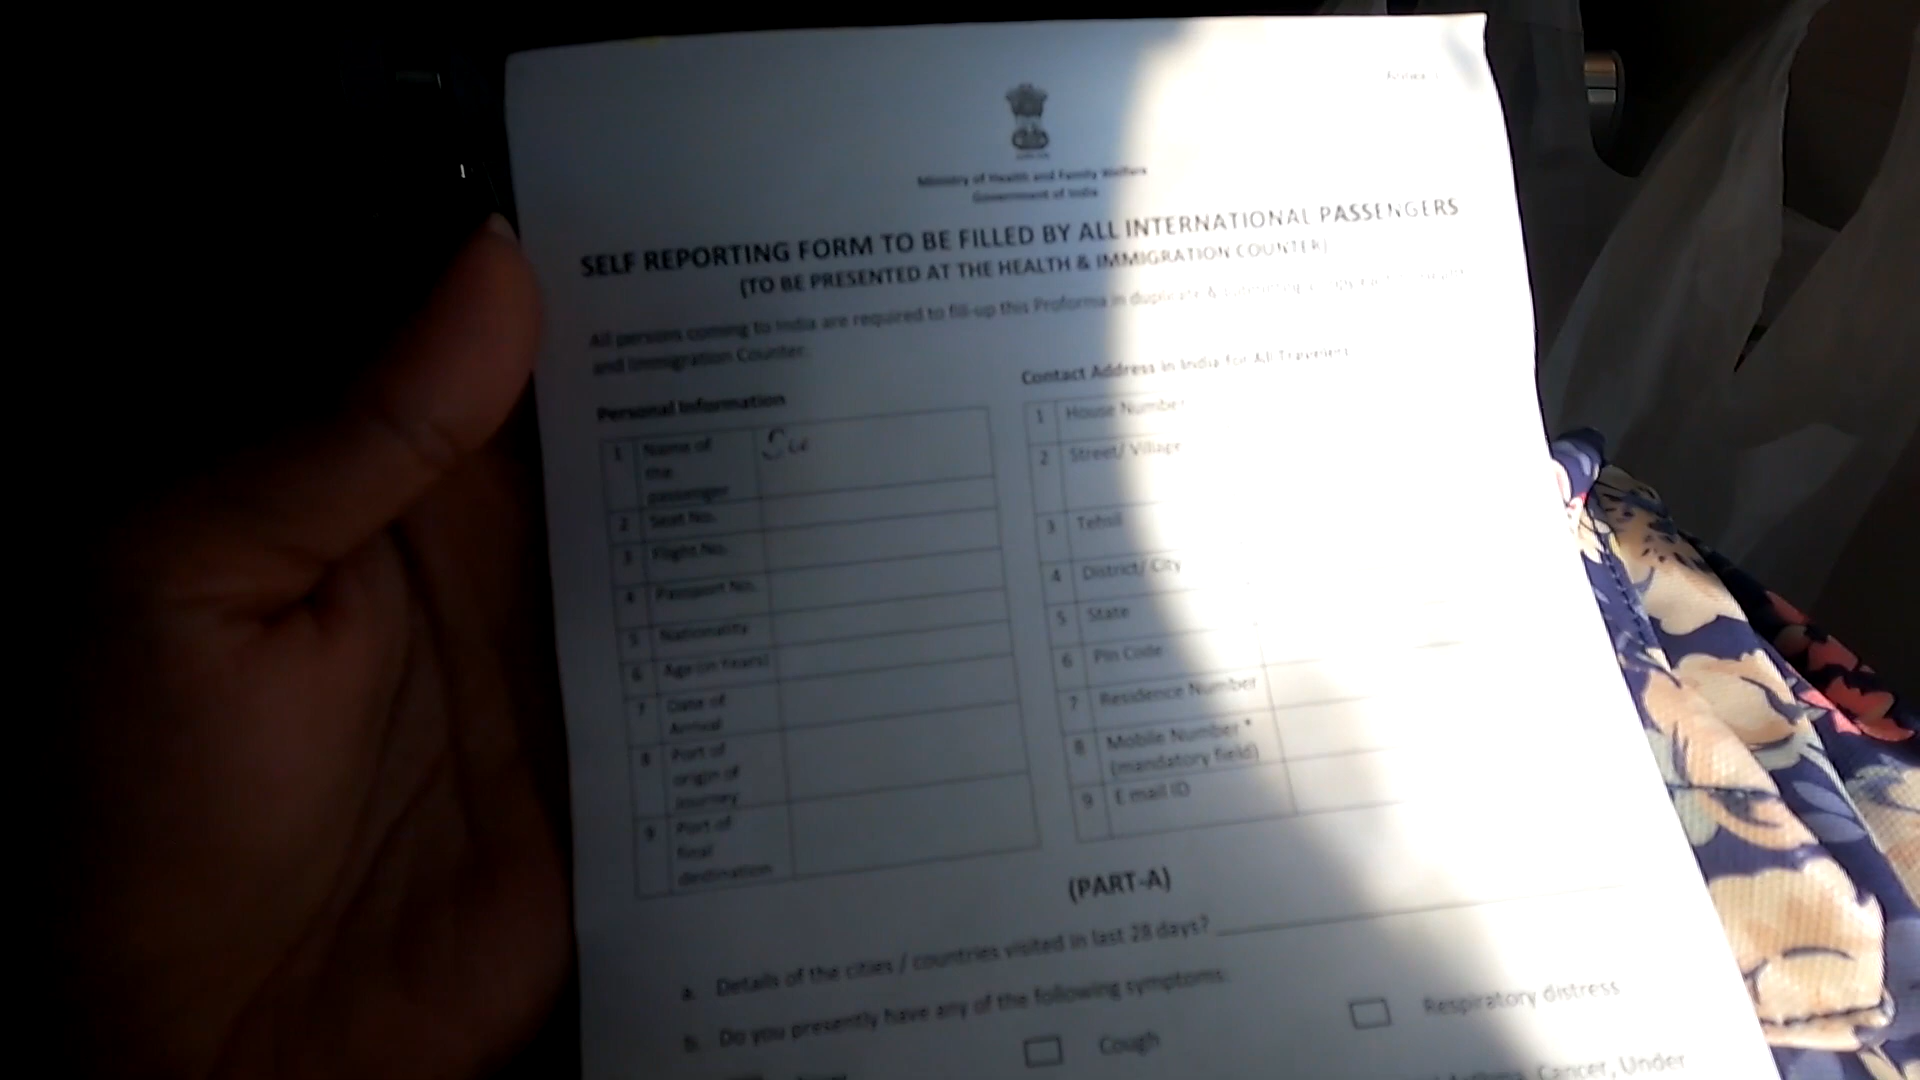 Ministry of Health and Family Welfare
Government of India
SELF REPORTING FORM TO BE FILLED BY ALL INTERNATIONAL PASSENGERS
(TO BE PRESENTED AT THE HEALTH & IMMIGRATION COUNTER)
All persons coming to India are required to fill-up this Proforma in duplicate &
and Immigration Counter.
Personal Information
1 Name of
the
passenger
2 Seat No.
3 Flight No.
4 Passport No.
5 Nationality
6 Age(in Years)
7 Date of
Arrival
8 Port of
origin of
journey
9 Port of
final
destination
Contact Address in India for All Travelers
1 House Number
2 Street/ Village
3 Tehsil
4 District/ City
5 State
6 Pin Code
7 Residence Number
8 Mobile Number *
(mandatory field)
9 E mail ID
(PART-A)
a. Details of the cities / countries visited in last 28 days?
b. Do you presently have any of the following symptoms:
Cough
Respiratory distress
Cancer, Under